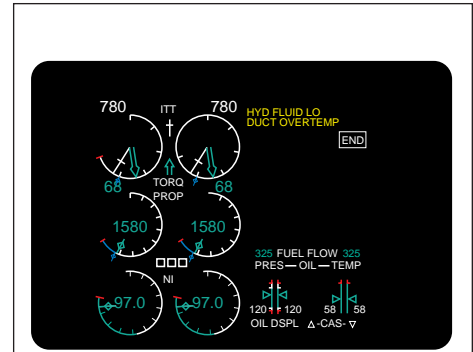 780 ITT 780
HYD FLUID LO
DUCT OVERTEMP
END
68 TORQ 68
PROP
1580 1580
325 FUEL FLOW 325
PRES — OIL — TEMP
NI
97.0 97.0
120 120 58 58
OIL DSPL △-CAS-▽